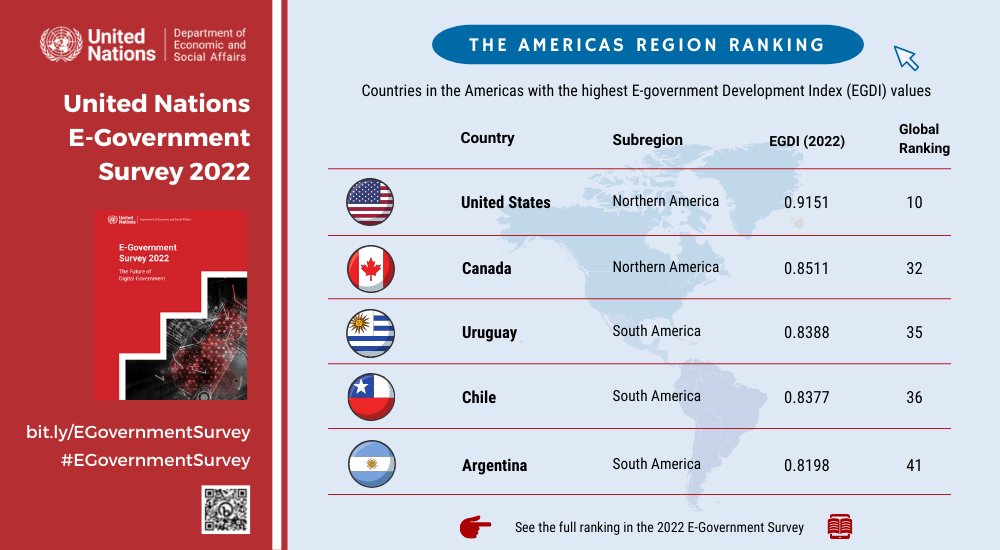 United Nations
Department of Economic and Social Affairs
United Nations
E-Government
Survey 2022
United Nations
Department of Economic and Social Affairs
E-Government
Survey 2022
The Future of
Digital Government
bit.ly/EGovernmentSurvey
#EGovernmentSurvey
THE AMERICAS REGION RANKING
Countries in the Americas with the highest E-government Development Index (EGDI) values
Country Subregion EGDI (2022) Global Ranking
United States Northern America 0.9151 10
Canada Northern America 0.8511 32
Uruguay South America 0.8388 35
Chile South America 0.8377 36
Argentina South America 0.8198 41
See the full ranking in the 2022 E-Government Survey